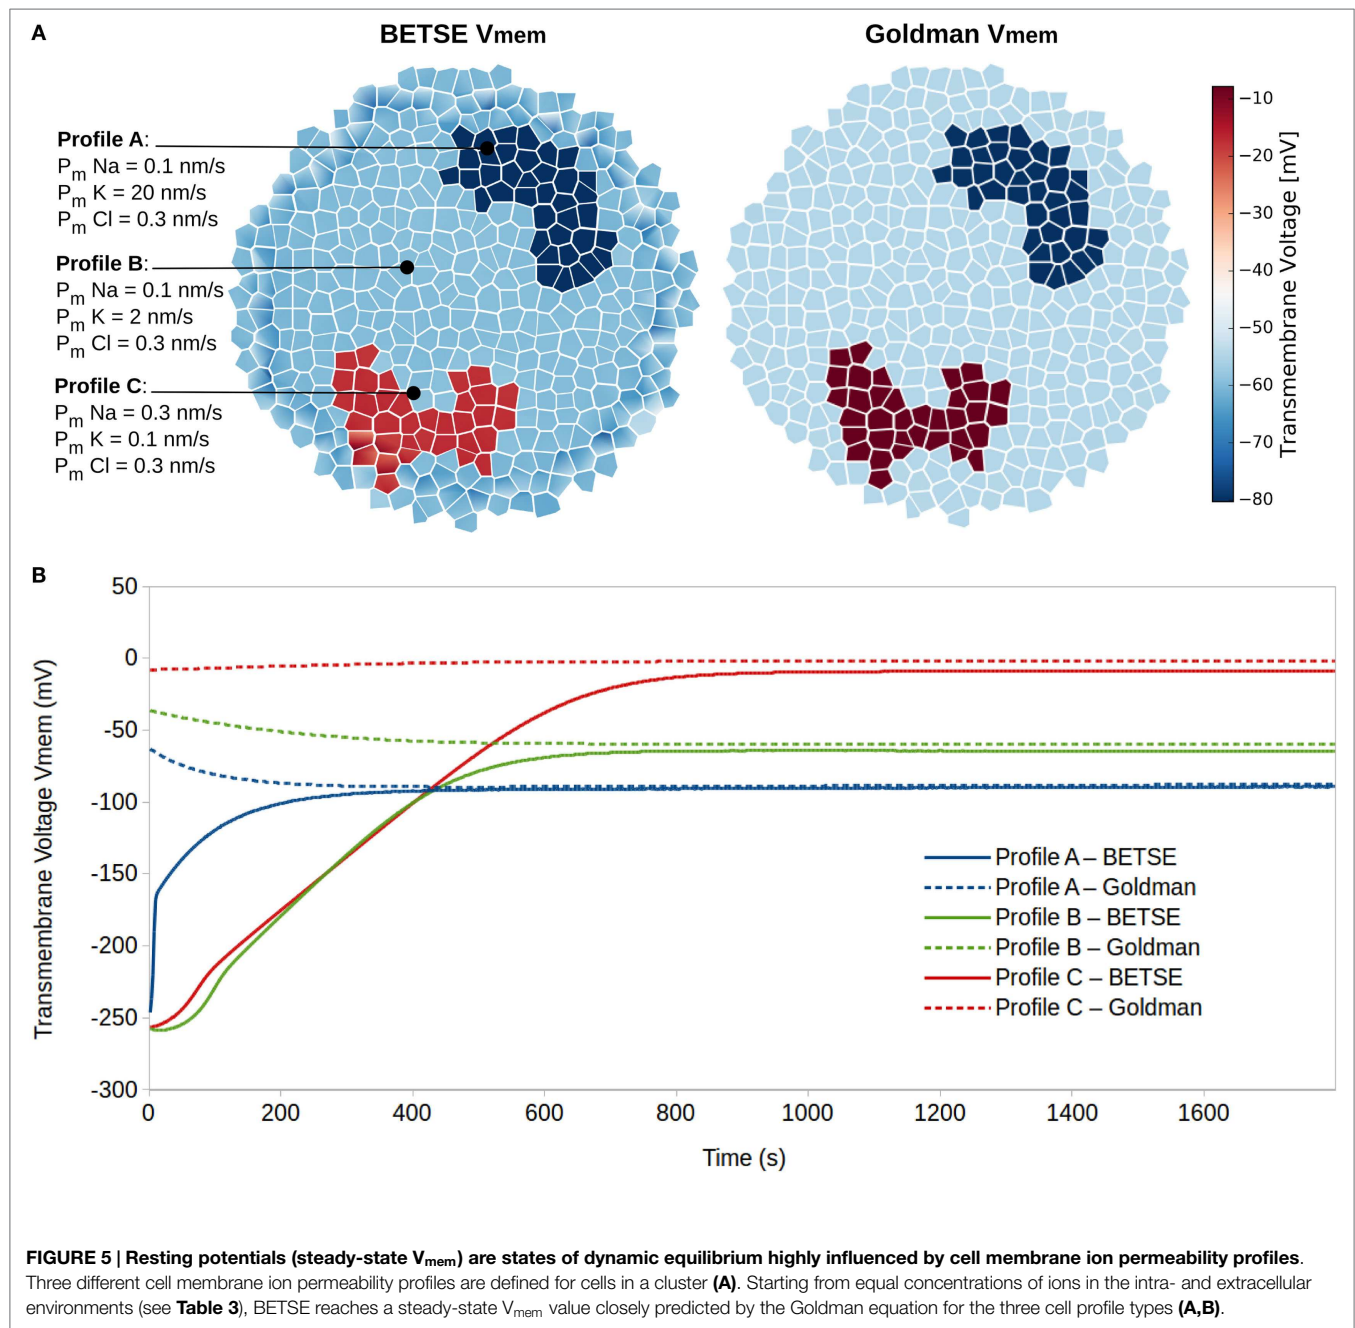 A
BETSE Vmem
Goldman Vmem
Profile A:
Pm Na = 0.1 nm/s
Pm K = 20 nm/s
Pm Cl = 0.3 nm/s
Profile B:
Pm Na = 0.1 nm/s
Pm K = 2 nm/s
Pm Cl = 0.3 nm/s
Profile C:
Pm Na = 0.3 nm/s
Pm K = 0.1 nm/s
Pm Cl = 0.3 nm/s
−10
−20
−30
−40
−50
−60
−70
−80
Transmembrane Voltage [mV]
B
50
0
-50
-100
-150
-200
-250
-300
Transmembrane Voltage Vmem (mV)
0 200 400 600 800 1000 1200 1400 1600
Time (s)
Profile A – BETSE
Profile A – Goldman
Profile B – BETSE
Profile B – Goldman
Profile C – BETSE
Profile C – Goldman
FIGURE 5 | Resting potentials (steady-state Vmem) are states of dynamic equilibrium highly influenced by cell membrane ion permeability profiles.
Three different cell membrane ion permeability profiles are defined for cells in a cluster (A). Starting from equal concentrations of ions in the intra- and extracellular
environments (see Table 3), BETSE reaches a steady-state Vmem value closely predicted by the Goldman equation for the three cell profile types (A,B).